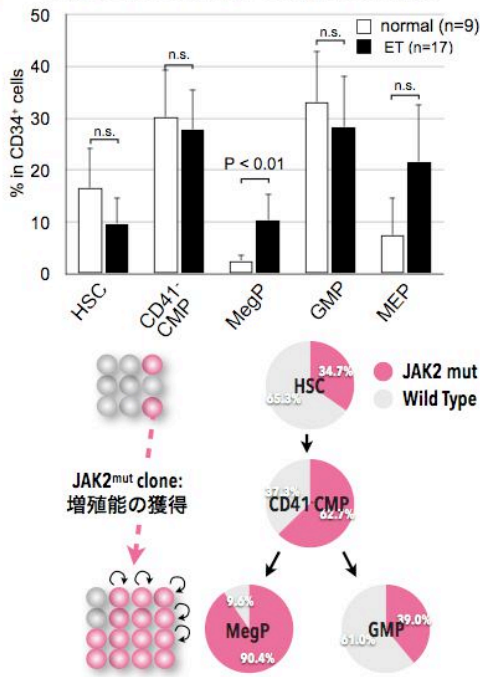 normal (n=9)
ET (n=17)
% in CD34⁺ cells
50
40
30
20
10
0
n.s.
n.s.
P < 0.01
n.s.
n.s.
HSC
CD41⁻
CMP
MegP
GMP
MEP
34.7%
HSC
65.3%
JAK2 mut
Wild Type
JAK2ᵐᵘᵗ clone:
増殖能の獲得
37.3%
CD41⁻CMP
62.7%
9.6%
MegP
90.4%
39.0%
GMP
61.0%